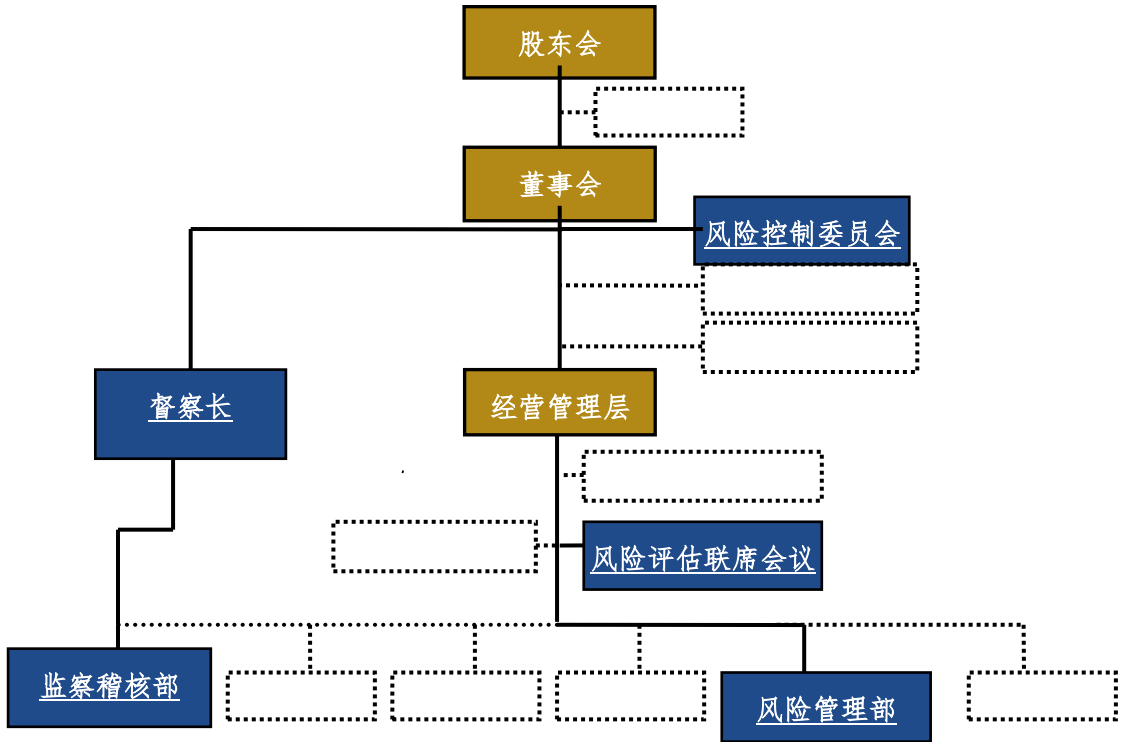 股东会
董事会
风险控制委员会
督察长
经营管理层
风险评估联席会议
监察稽核部
风险管理部